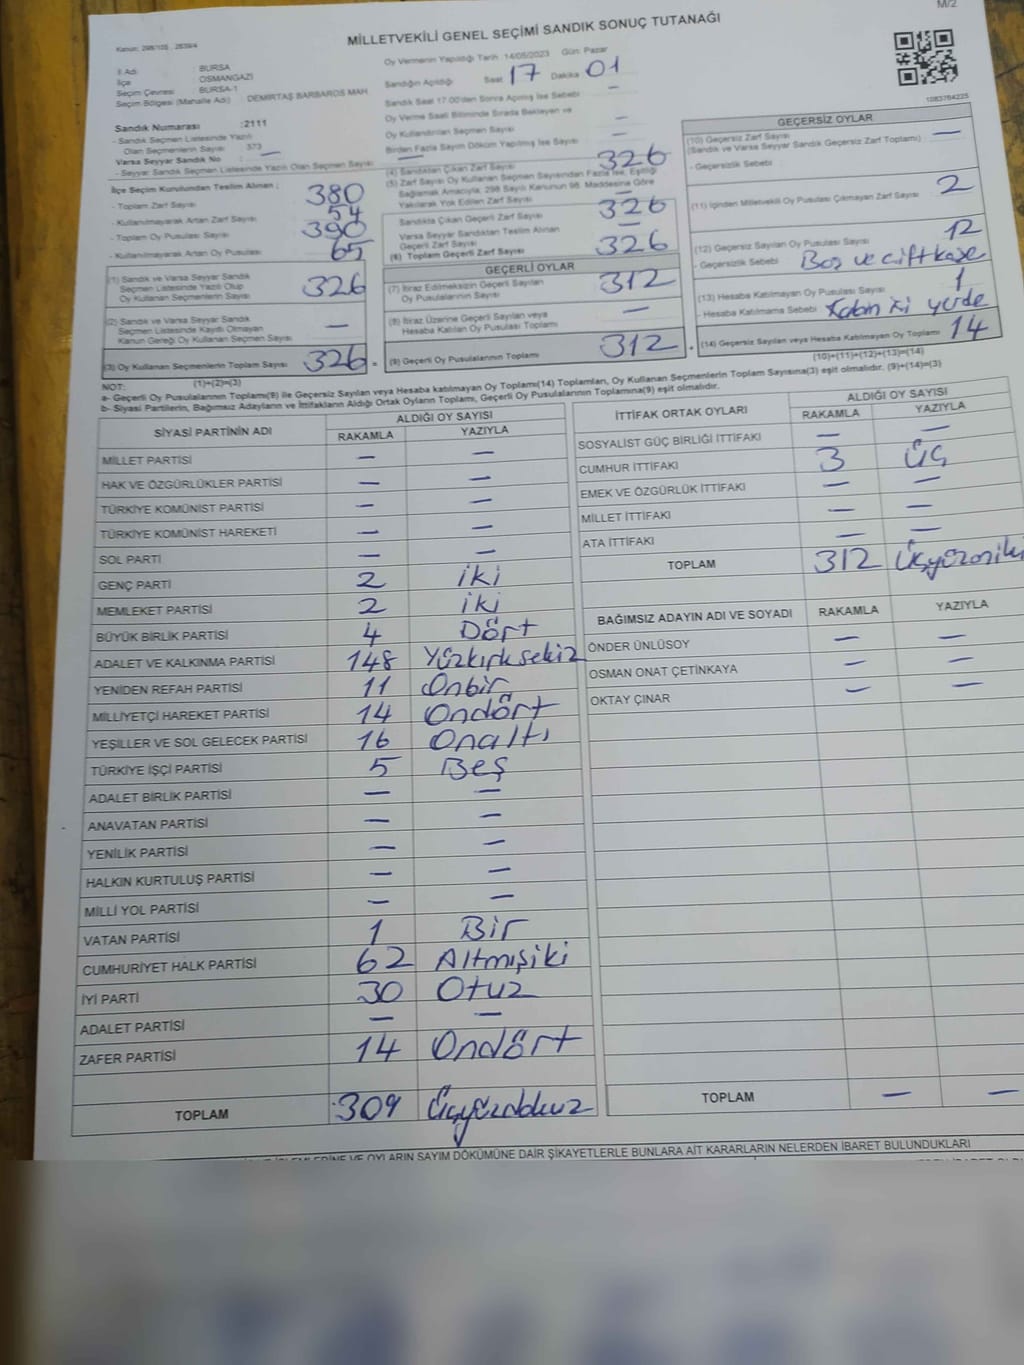 M/2
MİLLETVEKİLİ GENEL SEÇİMİ SANDIK SONUÇ TUTANAĞI
İl Adı : BURSA
İlçe : OSMANGAZİ
Seçim Çevresi : BURSA-1
Seçim Bölgesi (Mahalle Adı) : DEMİRTAŞ BARBAROS MAH
Sandık Numarası : 2111
- Sandık Seçmen Listesinde Yazılı
Olan Seçmenlerin Sayısı 373
Varsa Seyyar Sandık No : —
- Seyyar Sandık Seçmen Listesinde Yazılı Olan Seçmen Sayısı —
İlçe Seçim Kurulundan Teslim Alınan ;
- Toplam Zarf Sayısı 380
- Kullanılmayarak Artan Zarf Sayısı 54
- Toplam Oy Pusulası Sayısı 390
- Kullanılmayarak Artan Oy Pusulası 65
(1) Sandık ve Varsa Seyyar Sandık
Seçmen Listesinde Yazılı Olup
Oy Kullanan Seçmenlerin Sayısı 326
(2) Sandık ve Varsa Seyyar Sandık
Seçmen Listesinde Kayıtlı Olmayan
Kanun Gereği Oy Kullanan Seçmen Sayısı —
(3) Oy Kullanan Seçmenlerin Toplam Sayısı 326 =
(1)+(2)=(3)
Oy Vermenin Yapıldığı Tarih : 14/05/2023 Gün: Pazar
Sandığın Açıldığı Saat 17 Dakika 01
Sandık Saat 17:00'den Sonra Açılmış İse Sebebi : —
Oy Verme Saati Bitiminde Sırada Bekleyen ve
Oy Kullandırılan Seçmen Sayısı —
Birden Fazla Sayım Döküm Yapılmış İse Sayısı —
(4) Sandıktan Çıkan Zarf Sayısı 326
(5) Zarf Sayısı Oy Kullanan Seçmen Sayısından Fazla İse, Eşitliği
Sağlamak Amacıyla, 298 Sayılı Kanunun 98. Maddesine Göre
Yakılarak Yok Edilen Zarf Sayısı —
Sandıkta Çıkan Geçerli Zarf Sayısı 326
Varsa Seyyar Sandıktan Teslim Alınan
Geçerli Zarf Sayısı —
(6) Toplam Geçerli Zarf Sayısı 326
GEÇERLİ OYLAR
(7) İtiraz Edilmeksizin Geçerli Sayılan
Oy Pusulalarının Sayısı 312
(8) İtiraz Üzerine Geçerli Sayılan veya
Hesaba Katılan Oy Pusulası Toplamı —
(9) Geçerli Oy Pusulalarının Toplamı 312 +
1083764225
GEÇERSİZ OYLAR
(10) Geçersiz Zarf Sayısı
(Sandık ve Varsa Seyyar Sandık Geçersiz Zarf Toplamı) : —
- Geçersizlik Sebebi :
(11) İçinden Milletvekili Oy Pusulası Çıkmayan Zarf Sayısı : 2
(12) Geçersiz Sayılan Oy Pusulası Sayısı 12
- Geçersizlik Sebebi : Boş ve çift kaşe
(13) Hesaba Katılmayan Oy Pusulası Sayısı 1
- Hesaba Katılmama Sebebi : iki yerde
(14) Geçersiz Sayılan veya Hesaba Katılmayan Oy Toplamı 14
(10)+(11)+(12)+(13)=(14)
NOT:
a- Geçerli Oy Pusulalarının Toplamı(9) ile Geçersiz Sayılan veya Hesaba katılmayan Oy Toplamı(14) Toplamları, Oy Kullanan Seçmenlerin Toplam Sayısına(3) eşit olmalıdır. (9)+(14)=(3)
b- Siyasi Partilerin, Bağımsız Adayların ve İttifakların Aldığı Ortak Oyların Toplamı, Geçerli Oy Pusulalarının Toplamına(9) eşit olmalıdır.
SİYASİ PARTİNİN ADI ALDIĞI OY SAYISI
RAKAMLA YAZIYLA
MİLLET PARTİSİ — —
HAK VE ÖZGÜRLÜKLER PARTİSİ — —
TÜRKİYE KOMÜNİST PARTİSİ — —
TÜRKİYE KOMÜNİST HAREKETİ — —
SOL PARTİ — —
GENÇ PARTİ 2 iki
MEMLEKET PARTİSİ 2 iki
BÜYÜK BİRLİK PARTİSİ 4 Dört
ADALET VE KALKINMA PARTİSİ 148 Yüzkırksekiz
YENİDEN REFAH PARTİSİ 11 Onbir
MİLLİYETÇİ HAREKET PARTİSİ 14 Ondört
YEŞİLLER VE SOL GELECEK PARTİSİ 16 Onaltı
TÜRKİYE İŞÇİ PARTİSİ 5 Beş
ADALET BİRLİK PARTİSİ — —
ANAVATAN PARTİSİ — —
YENİLİK PARTİSİ — —
HALKIN KURTULUŞ PARTİSİ — —
MİLLİ YOL PARTİSİ — —
VATAN PARTİSİ 1 Bir
CUMHURİYET HALK PARTİSİ 62 Altmışiki
İYİ PARTİ 30 Otuz
ADALET PARTİSİ — —
ZAFER PARTİSİ 14 Ondört
TOPLAM 309 Üçyüzdokuz
İTTİFAK ORTAK OYLARI ALDIĞI OY SAYISI
RAKAMLA YAZIYLA
SOSYALİST GÜÇ BİRLİĞİ İTTİFAKI — —
CUMHUR İTTİFAKI 3 Üç
EMEK VE ÖZGÜRLÜK İTTİFAKI — —
MİLLET İTTİFAKI — —
ATA İTTİFAKI — —
TOPLAM 312 Üçyüzoniki
BAĞIMSIZ ADAYIN ADI VE SOYADI RAKAMLA YAZIYLA
ÖNDER ÜNLÜSOY — —
OSMAN ONAT ÇETİNKAYA — —
OKTAY ÇINAR — —
TOPLAM — —
VE OYLARIN SAYIM DÖKÜMÜNE DAİR ŞİKAYETLERLE BUNLARA AİT KARARLARIN NELERDEN İBARET BULUNDUKLARI